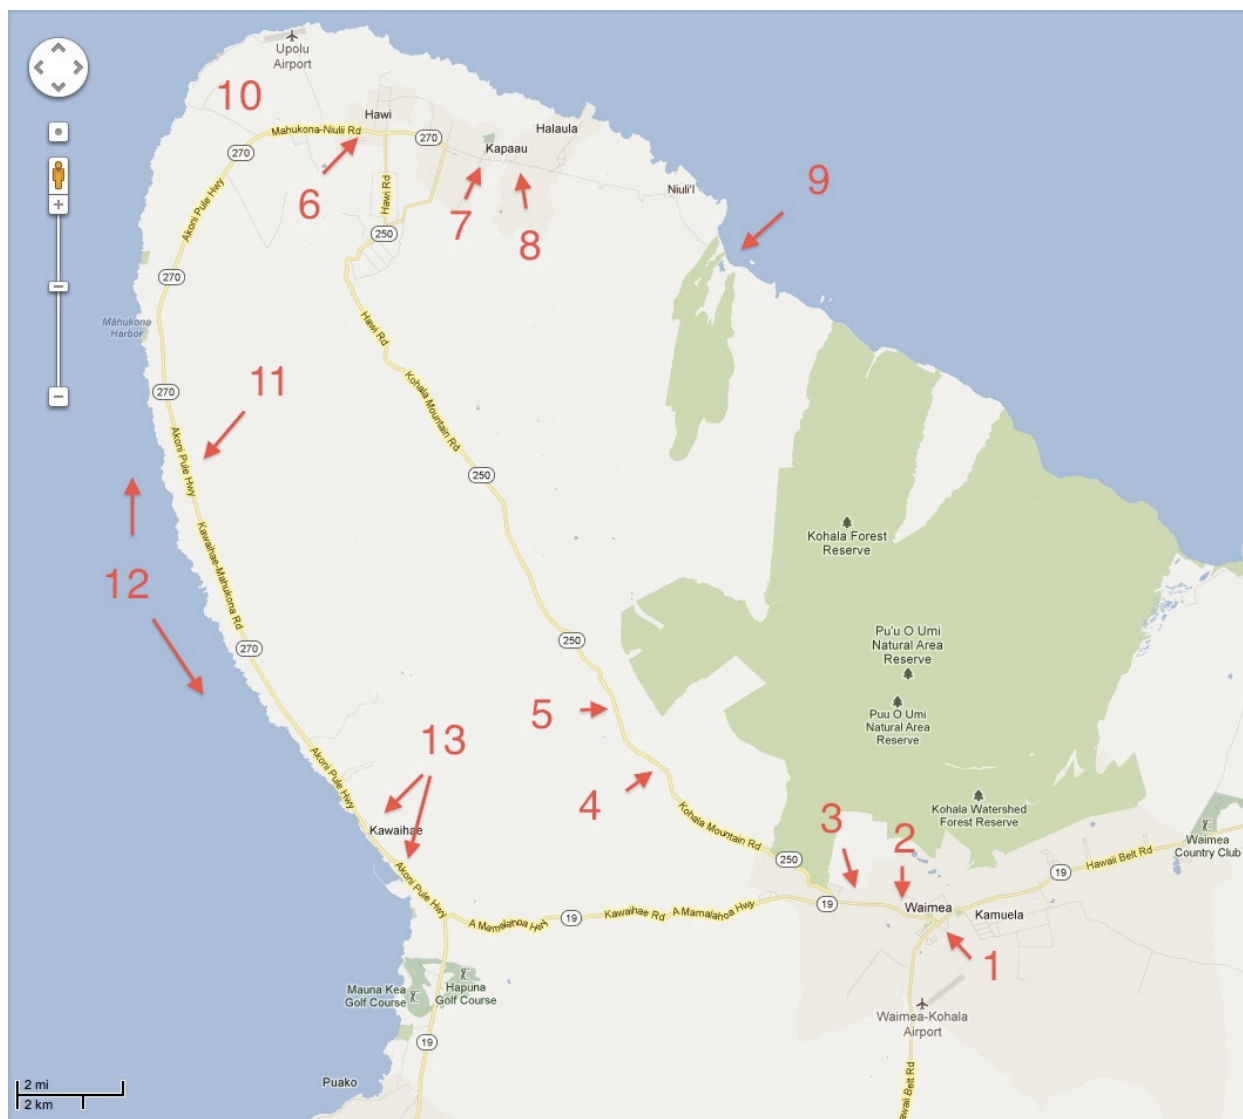 Upolu
Airport
10
Hawi
Mahukona-Niulii Rd
270
Halaula
Kapaau
270
Akoni Pule Hwy
6
Hawi Rd
7
8
Niuli'I
9
250
270
Māhukona
Harbor
Hawi Rd
11
270
Kohala Mountain Rd
Akoni Pule Hwy
250
Kohala Forest
Reserve
12
Kawaihae-Mahukona Rd
270
250
Pu'u O Umi
Natural Area
Reserve
5
Puu O Umi
Natural Area
Reserve
13
Akoni Pule Hwy
4
Kohala Mountain Rd
Kohala Watershed
Forest Reserve
Kawaihae
3
2
Waimea
Country Club
Hawaii Belt Rd
250
19
Akoni Pule Hwy
19
Waimea
Kamuela
A Mamalahoa Hwy
19
Kawaihae Rd
A Mamalahoa Hwy
1
Mauna Kea
Golf Course
Hapuna
Golf Course
Waimea-Kohala
Airport
19
Hawaii Belt Rd
Puako
2 mi
2 km